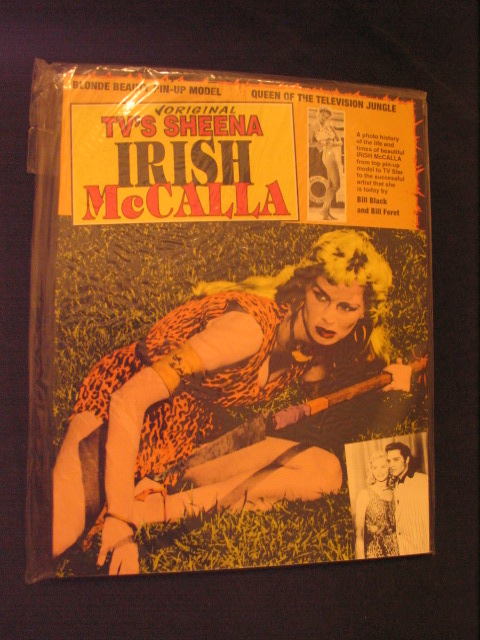 BLONDE BEAUTY PIN-UP MODEL
QUEEN OF THE TELEVISION JUNGLE
ORIGINAL
TV'S SHEENA
IRISH
McCALLA
A photo history
of the life and
times of beautiful
IRISH McCALLA
from top pin-up
model to TV Star
to the successful
artist that she
is today by
Bill Black
and Bill Feret